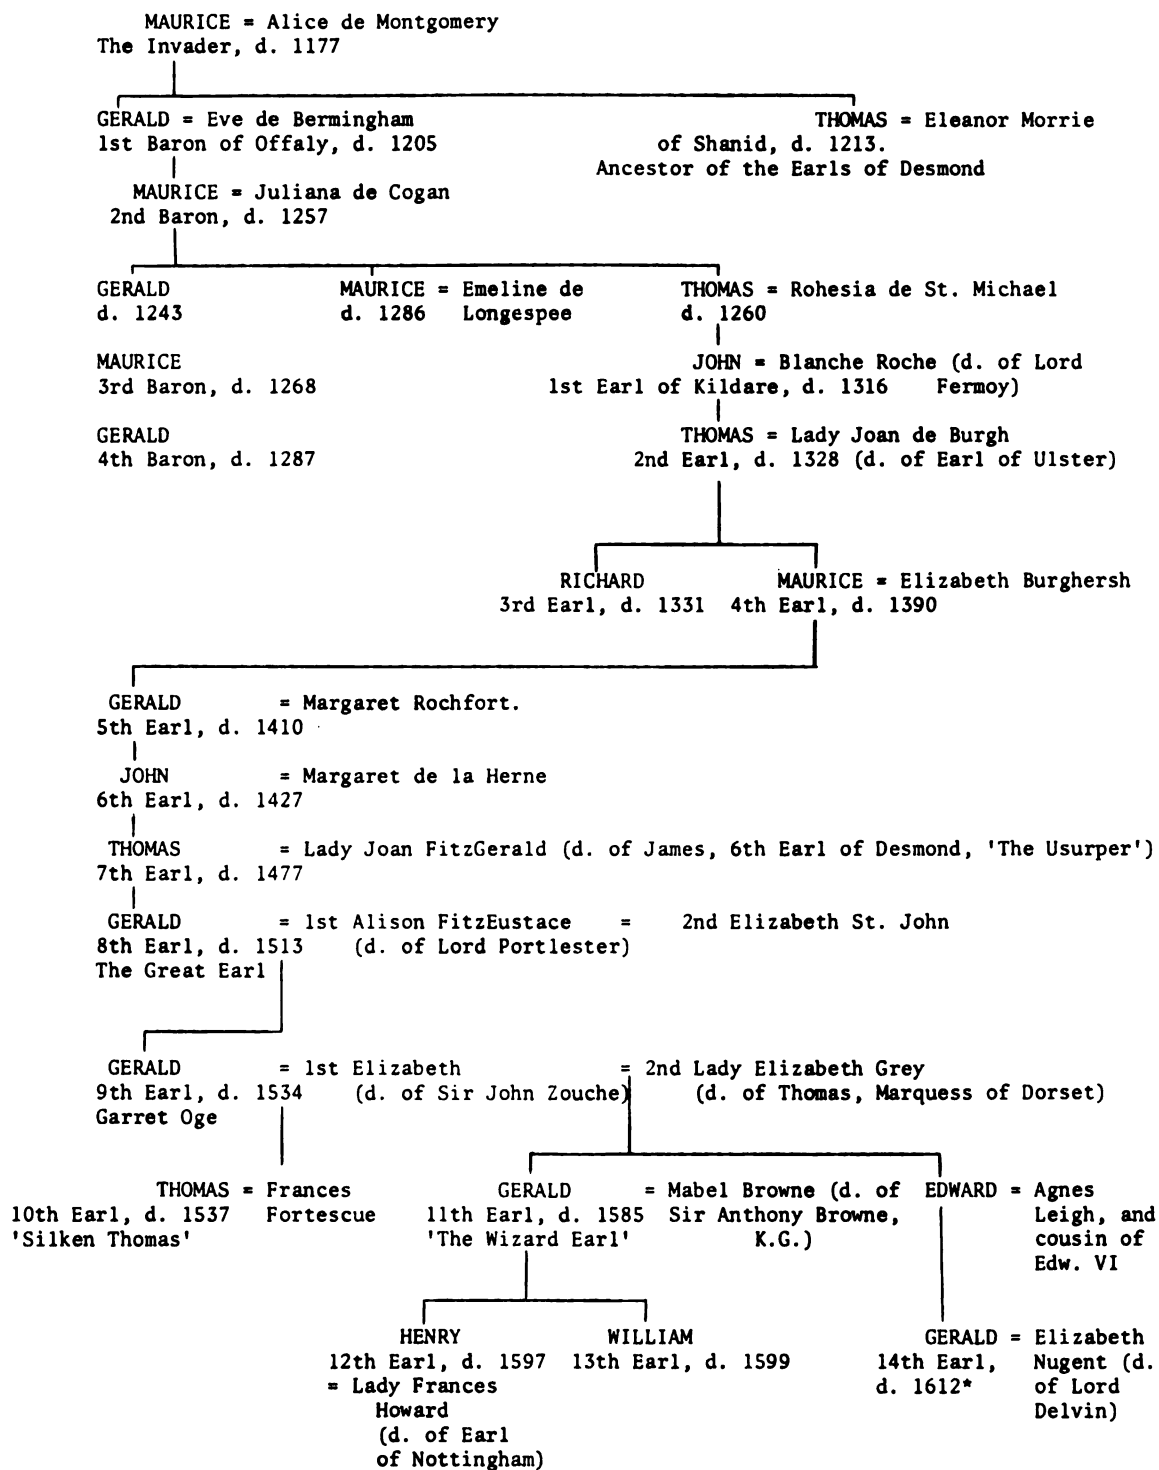 MAURICE = Alice de Montgomery
The Invader, d. 1177
GERALD = Eve de Bermingham THOMAS = Eleanor Morrie
1st Baron of Offaly, d. 1205 of Shanid, d. 1213.
Ancestor of the Earls of Desmond
MAURICE = Juliana de Cogan
2nd Baron, d. 1257
GERALD MAURICE = Emeline de THOMAS = Rohesia de St. Michael
d. 1243 d. 1286 Longespee d. 1260
MAURICE JOHN = Blanche Roche (d. of Lord
3rd Baron, d. 1268 1st Earl of Kildare, d. 1316 Fermoy)
GERALD THOMAS = Lady Joan de Burgh
4th Baron, d. 1287 2nd Earl, d. 1328 (d. of Earl of Ulster)
RICHARD MAURICE = Elizabeth Burghersh
3rd Earl, d. 1331 4th Earl, d. 1390
GERALD = Margaret Rochfort.
5th Earl, d. 1410
JOHN = Margaret de la Herne
6th Earl, d. 1427
THOMAS = Lady Joan FitzGerald (d. of James, 6th Earl of Desmond, 'The Usurper')
7th Earl, d. 1477
GERALD = 1st Alison FitzEustace = 2nd Elizabeth St. John
8th Earl, d. 1513 (d. of Lord Portlester)
The Great Earl
GERALD = 1st Elizabeth = 2nd Lady Elizabeth Grey
9th Earl, d. 1534 (d. of Sir John Zouche) (d. of Thomas, Marquess of Dorset)
Garret Oge
THOMAS = Frances GERALD = Mabel Browne (d. of EDWARD = Agnes
10th Earl, d. 1537 Fortescue 11th Earl, d. 1585 Sir Anthony Browne, Leigh, and
'Silken Thomas' 'The Wizard Earl' K.G.) cousin of
Edw. VI
HENRY WILLIAM GERALD = Elizabeth
12th Earl, d. 1597 13th Earl, d. 1599 14th Earl, Nugent (d.
= Lady Frances d. 1612* of Lord
Howard Delvin)
(d. of Earl
of Nottingham)